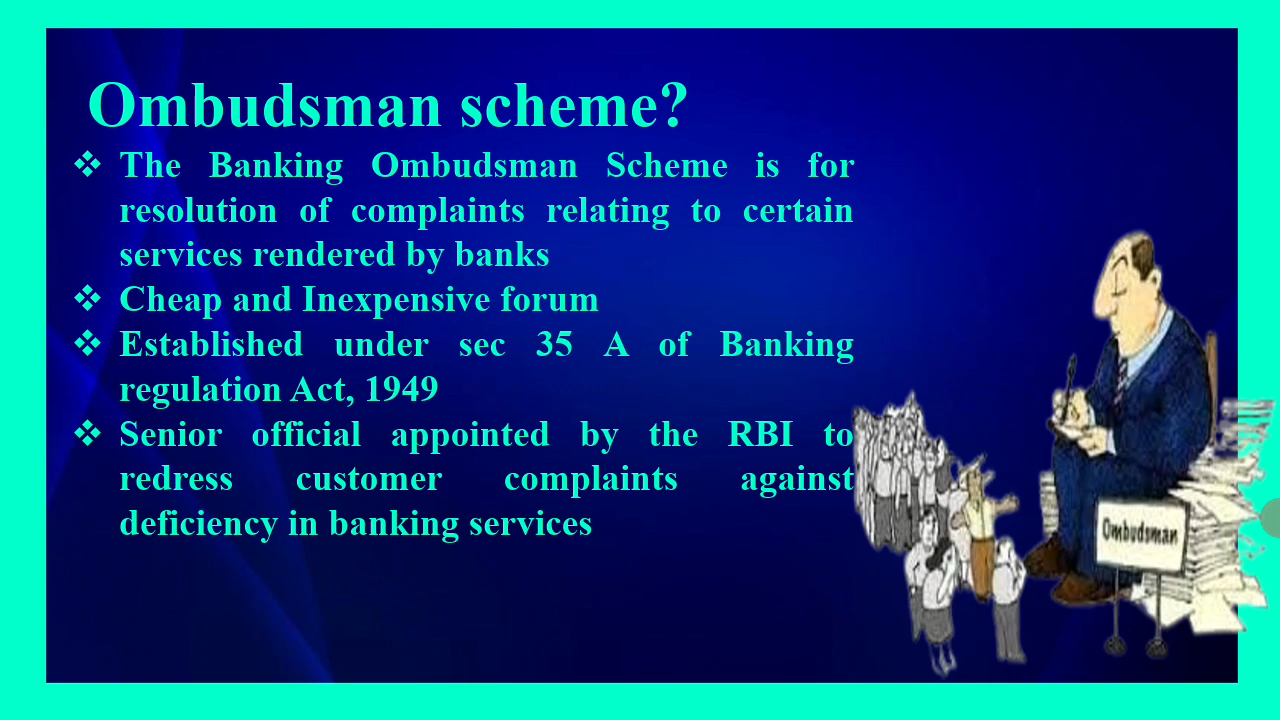 Ombudsman scheme?
❖ The Banking Ombudsman Scheme is for
resolution of complaints relating to certain
services rendered by banks
❖ Cheap and Inexpensive forum
❖ Established under sec 35 A of Banking
regulation Act, 1949
❖ Senior official appointed by the RBI to
redress customer complaints against
deficiency in banking services
Ombudsman